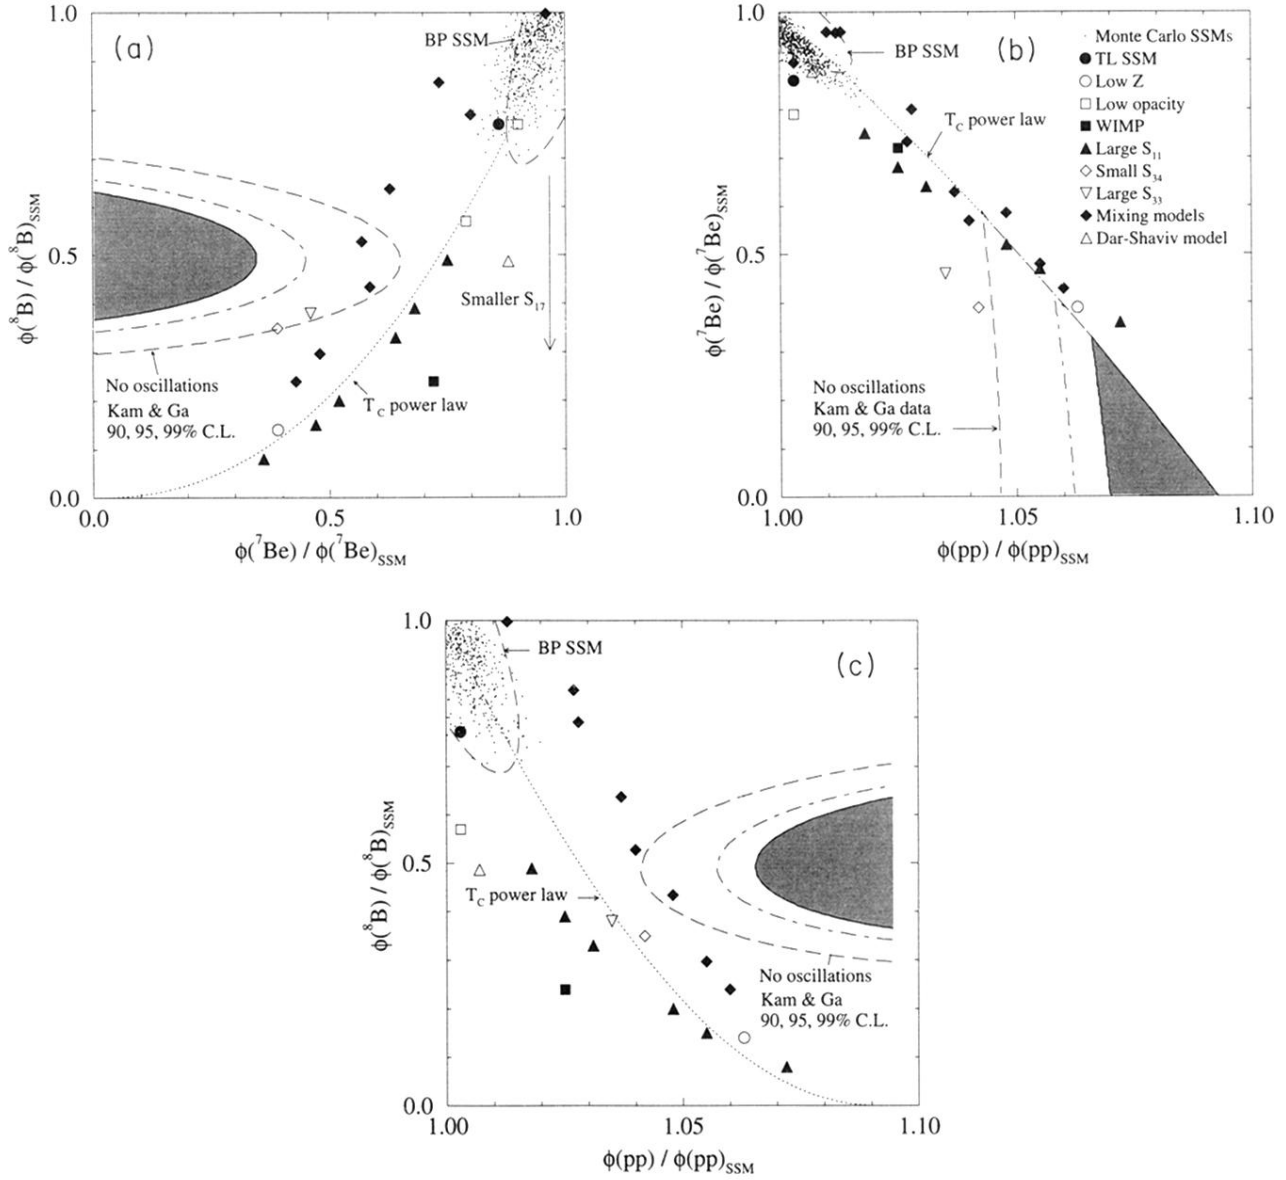 (a)
1.0
BP SSM
0.5
Smaller S₁₇
No oscillations
Kam & Ga
90, 95, 99% C.L.
T_C power law
0.0
0.0 0.5 1.0
ϕ(⁸B) / ϕ(⁸B)_SSM
ϕ(⁷Be) / ϕ(⁷Be)_SSM
(b)
1.0
BP SSM
T_C power law
Monte Carlo SSMs
TL SSM
Low Z
Low opacity
WIMP
Large S₁₁
Small S₃₄
Large S₃₃
Mixing models
Dar-Shaviv model
0.5
No oscillations
Kam & Ga data
90, 95, 99% C.L.
0.0
1.00 1.05 1.10
ϕ(⁷Be) / ϕ(⁷Be)_SSM
ϕ(pp) / ϕ(pp)_SSM
1.0
BP SSM
(c)
0.5
T_C power law
No oscillations
Kam & Ga
90, 95, 99% C.L.
0.0
1.00 1.05 1.10
ϕ(⁸B) / ϕ(⁸B)_SSM
ϕ(pp) / ϕ(pp)_SSM